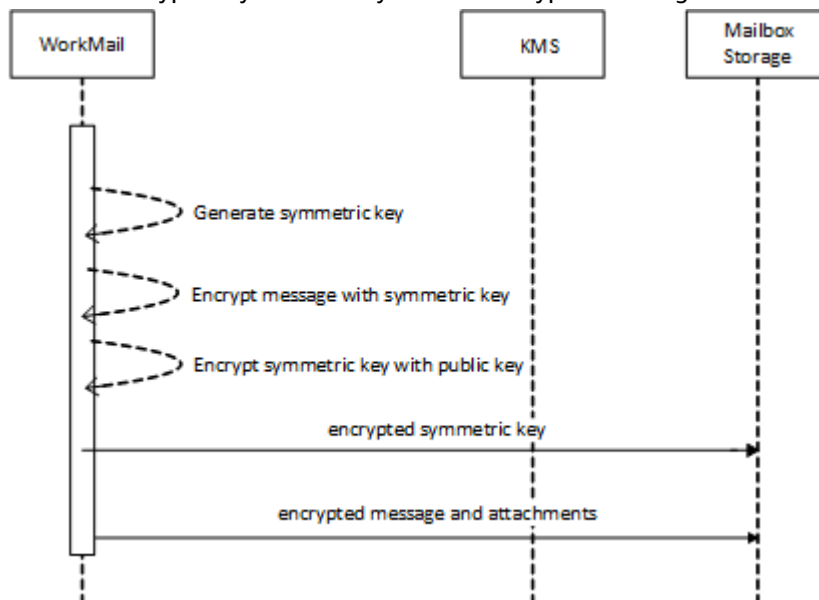 WorkMail
KMS
Mailbox
Storage
Generate symmetric key
Encrypt message with symmetric key
Encrypt symmetric key with public key
encrypted symmetric key
encrypted message and attachments